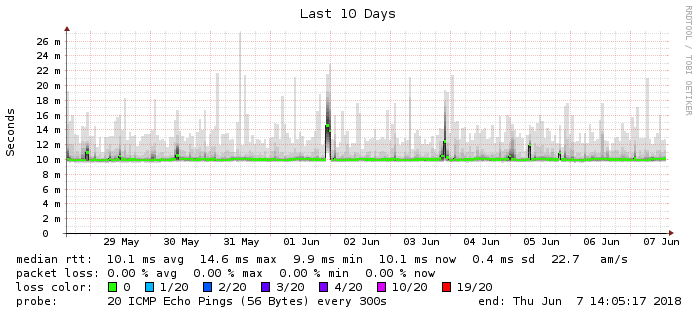 Last 10 Days
RRDTOOL / TOBI OETIKER
Seconds
26 m
24 m
22 m
20 m
18 m
16 m
14 m
12 m
10 m
8 m
6 m
4 m
2 m
0
29 May 30 May 31 May 01 Jun 02 Jun 03 Jun 04 Jun 05 Jun 06 Jun 07 Jun
median rtt: 10.1 ms avg 14.6 ms max 9.9 ms min 10.1 ms now 0.4 ms sd 22.7 am/s
packet loss: 0.00 % avg 0.00 % max 0.00 % min 0.00 % now
loss color: 0 1/20 2/20 3/20 4/20 10/20 19/20
probe: 20 ICMP Echo Pings (56 Bytes) every 300s end: Thu Jun 7 14:05:17 2018